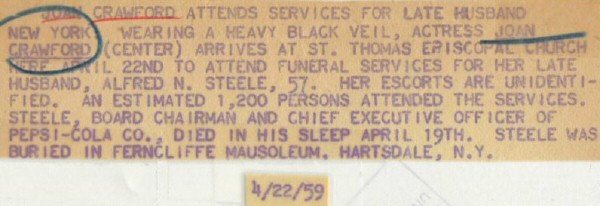 JOAN CRAWFORD ATTENDS SERVICES FOR LATE HUSBAND
NEW YORK: WEARING A HEAVY BLACK VEIL, ACTRESS JOAN
CRAWFORD (CENTER) ARRIVES AT ST. THOMAS EPISCOPAL CHURCH
HERE APRIL 22ND TO ATTEND FUNERAL SERVICES FOR HER LATE
HUSBAND, ALFRED N. STEELE, 57. HER ESCORTS ARE UNIDENTI-
FIED. AN ESTIMATED 1,200 PERSONS ATTENDED THE SERVICES.
STEELE, BOARD CHAIRMAN AND CHIEF EXECUTIVE OFFICER OF
PEPSI-COLA CO., DIED IN HIS SLEEP APRIL 19TH. STEELE WAS
BURIED IN FERNCLIFFE MAUSOLEUM, HARTSDALE, N.Y.
4/22/59